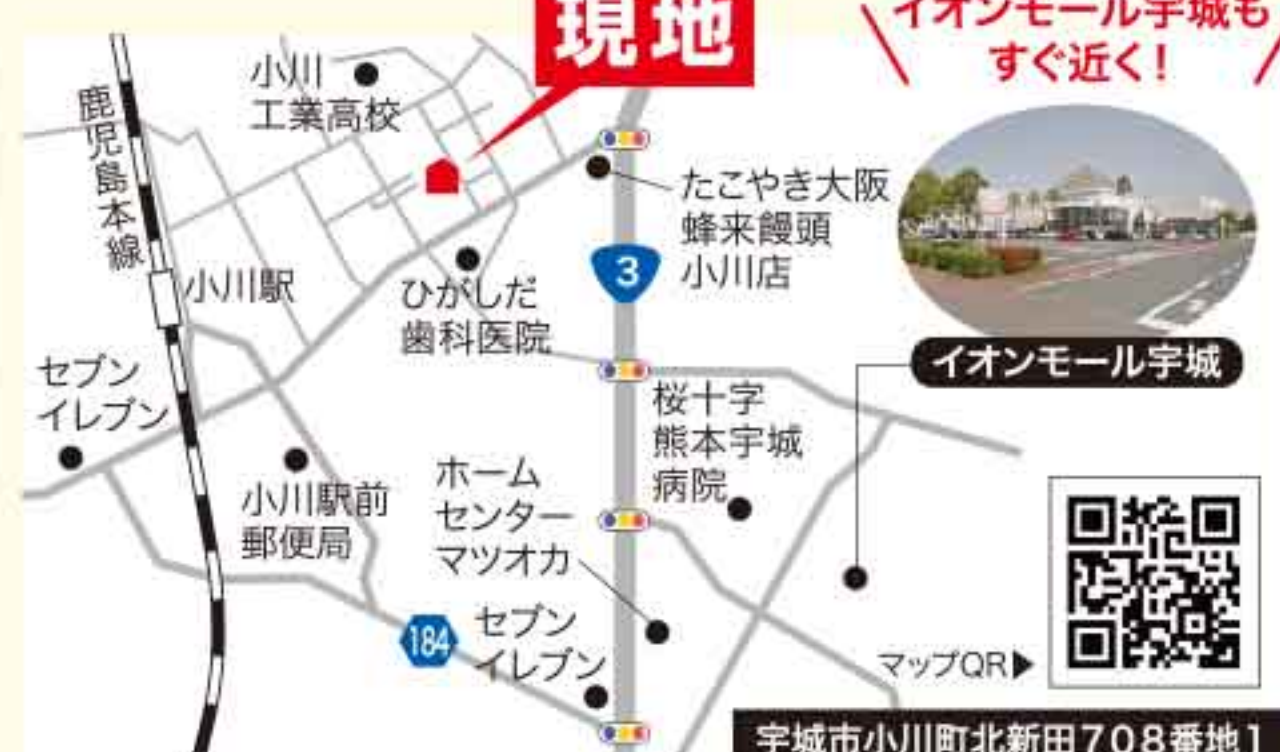 現地
イオンモール宇城も
すぐ近く!
小川
工業高校
鹿児島本線
たこやき大阪
蜂来饅頭
小川店
3
小川駅
ひがしだ
歯科医院
イオンモール宇城
セブン
イレブン
桜十字
熊本宇城
病院
小川駅前
郵便局
ホーム
センター
マツオカ
184
セブン
イレブン
マップQR▶
宇城市小川町北新田708番地1